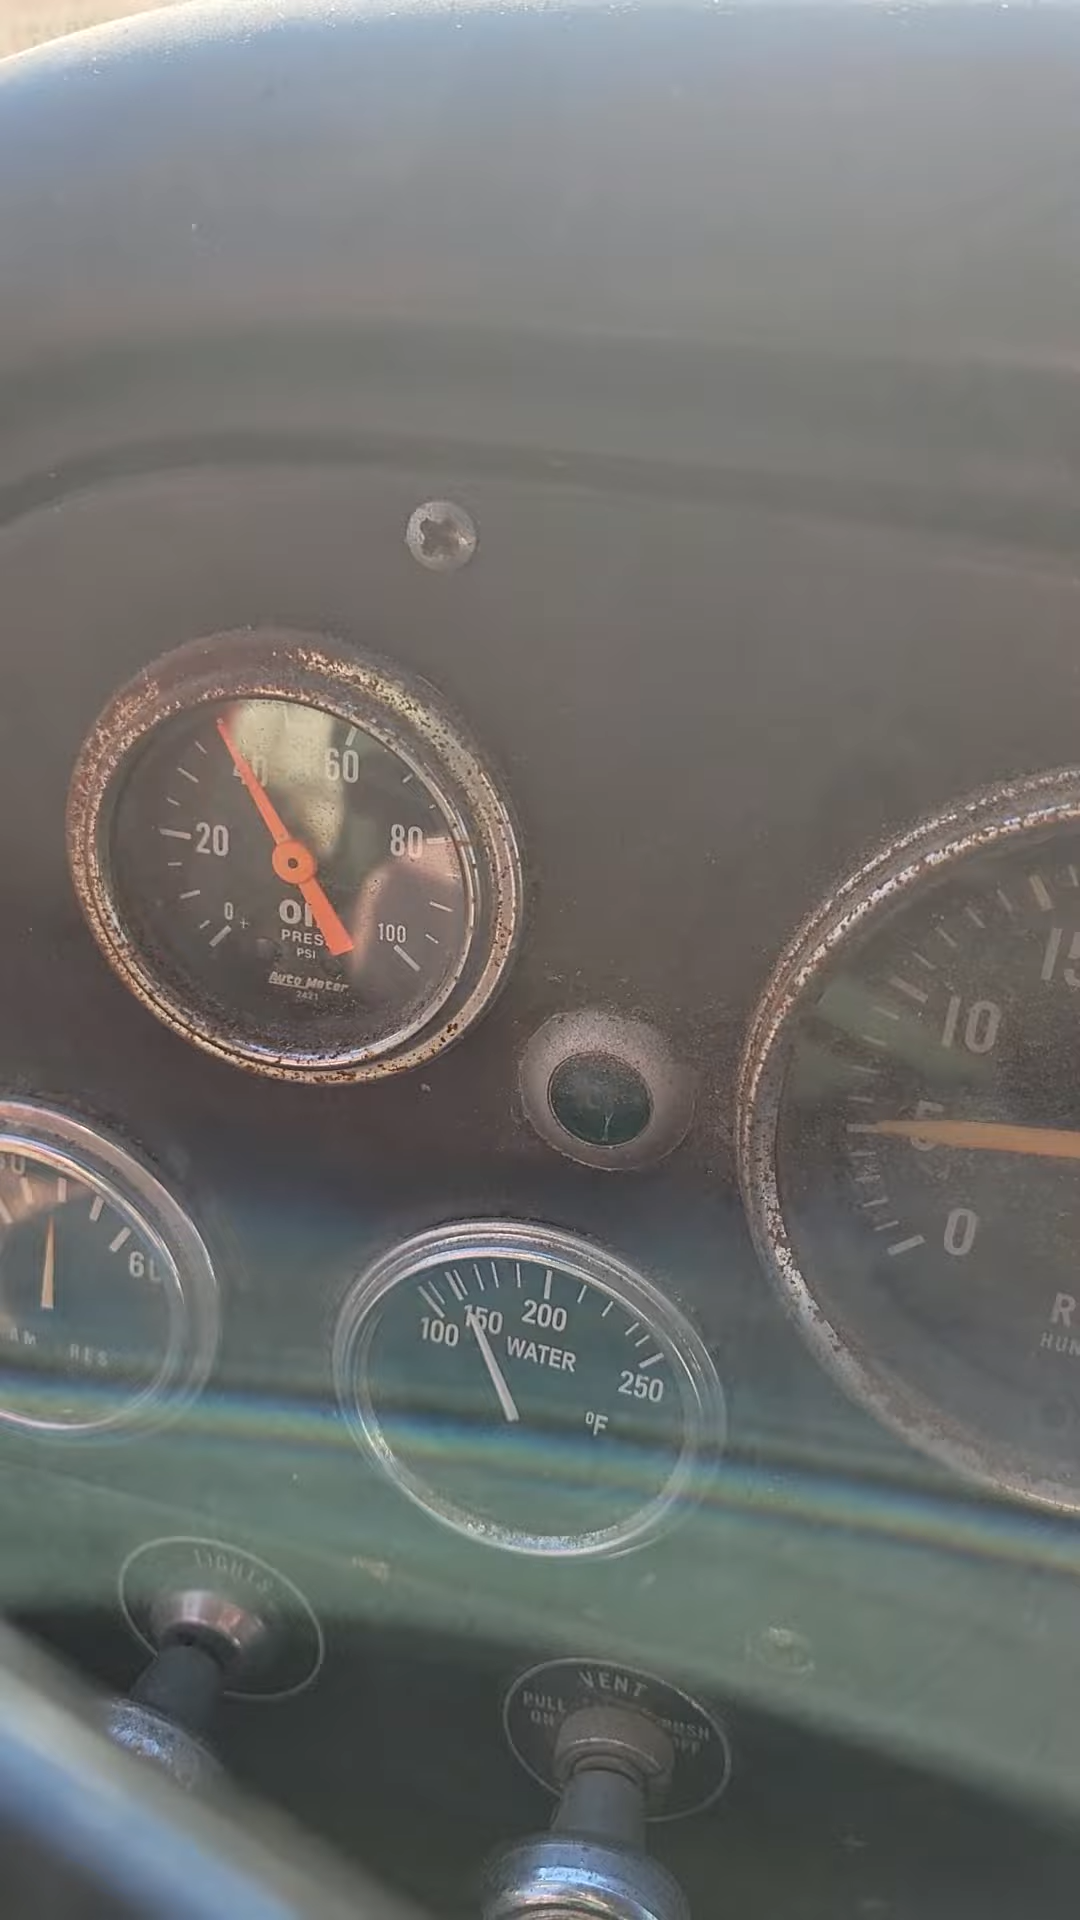 40 60
20 80
0 100
OIL
PRESS
PSI
Auto Meter
2421
15
10
5
0
60
100 150 200 250
WATER
°F
LIGHTS
VENT
PULL PUSH
ON OFF